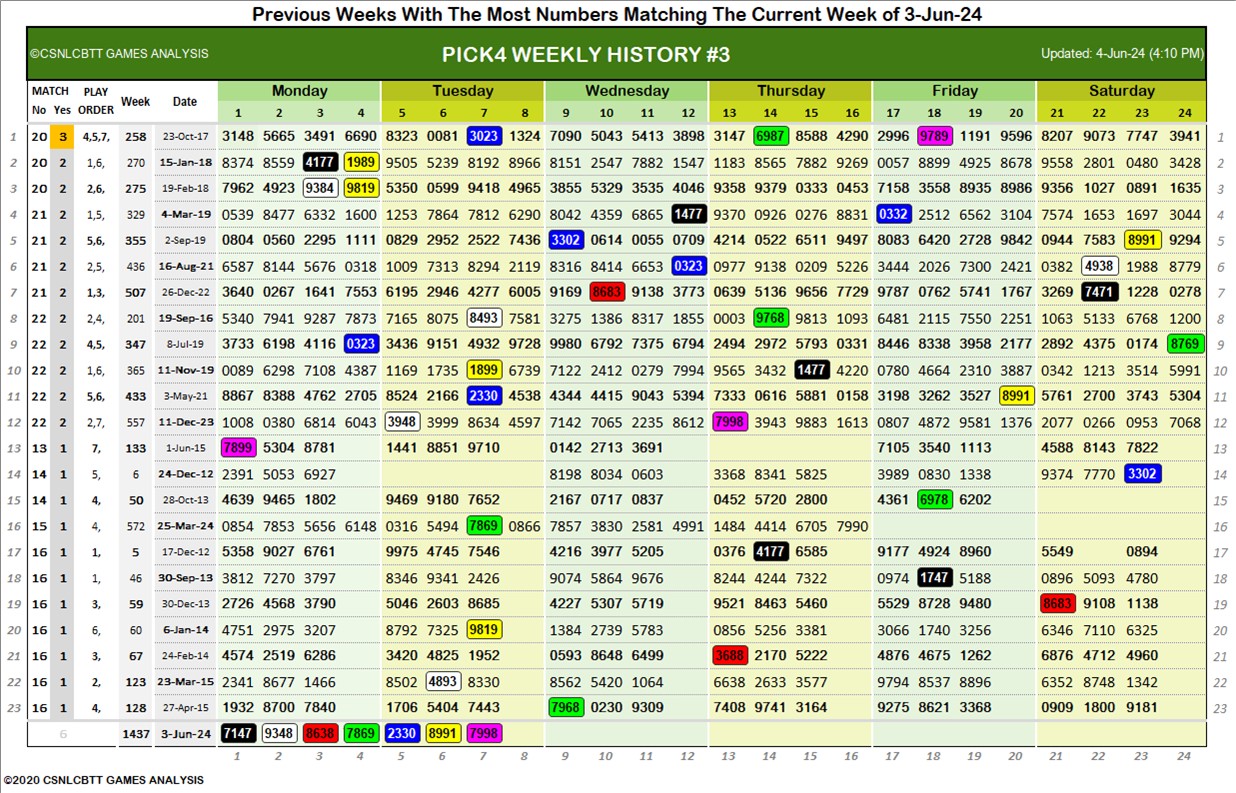 Previous Weeks With The Most Numbers Matching The Current Week of 3-Jun-24
©CSNLCBTT GAMES ANALYSIS PICK4 WEEKLY HISTORY #3 Updated: 4-Jun-24 (4:10 PM)
MATCH PLAY Week Date Monday Tuesday Wednesday Thursday Friday Saturday
No Yes ORDER 1 2 3 4 5 6 7 8 9 10 11 12 13 14 15 16 17 18 19 20 21 22 23 24
1 20 3 4,5,7, 258 23-Oct-17 3148 5665 3491 6690 8323 0081 3023 1324 7090 5043 5413 3898 3147 6987 8588 4290 2996 9789 1191 9596 8207 9073 7747 3941 1
2 20 2 1,6, 270 15-Jan-18 8374 8559 4177 1989 9505 5239 8192 8966 8151 2547 7882 1547 1183 8565 7882 9269 0057 8899 4925 8678 9558 2801 0480 3428 2
3 20 2 2,6, 275 19-Feb-18 7962 4923 9384 9819 5350 0599 9418 4965 3855 5329 3535 4046 9358 9379 0333 0453 7158 3558 8935 8986 9356 1027 0891 1635 3
4 21 2 1,5, 329 4-Mar-19 0539 8477 6332 1600 1253 7864 7812 6290 8042 4359 6865 1477 9370 0926 0276 8831 0332 2512 6562 3104 7574 1653 1697 3044 4
5 21 2 5,6, 355 2-Sep-19 0804 0560 2295 1111 0829 2952 2522 7436 3302 0614 0055 0709 4214 0522 6511 9497 8083 6420 2728 9842 0944 7583 8991 9294 5
6 21 2 2,5, 436 16-Aug-21 6587 8144 5676 0318 1009 7313 8294 2119 8316 8414 6653 0323 0977 9138 0209 5226 3444 2026 7300 2421 0382 4938 1988 8779 6
7 21 2 1,3, 507 26-Dec-22 3640 0267 1641 7553 6192 2946 4277 6005 9169 8683 9138 3773 0639 5136 9656 7729 9787 0762 5741 1767 3269 7471 1228 0278 7
8 22 2 2,4, 201 19-Sep-16 5340 7941 9287 7873 7165 8075 8493 7581 3275 1386 8317 1855 0003 9768 9813 1093 6481 2115 7550 2251 1063 5133 6768 1200 8
9 22 2 4,5, 347 8-Jul-19 3733 6198 4116 0323 3436 9151 4932 9728 9980 6792 7375 6794 2494 2972 5793 0331 8446 8338 3958 2177 2892 4375 0174 8769 9
10 22 2 1,6, 365 11-Nov-19 0089 6298 7108 4387 1169 1735 1899 6739 7122 2412 0279 7994 9565 3432 1477 4220 0780 4664 2310 3887 0342 1213 3514 5991 10
11 22 2 5,6, 433 3-May-21 8867 8388 4762 2705 8524 2166 2330 4538 4344 4415 9043 5394 7333 0616 5881 0158 3198 3262 3527 8991 5761 2700 3743 5304 11
12 22 2 2,7, 557 11-Dec-23 1008 0380 6814 6043 3948 3999 8634 4597 7142 7065 2235 8612 7998 3943 9883 1613 0807 4872 9581 1376 2077 0266 0953 7068 12
13 13 1 7, 133 1-Jun-15 7899 5304 8781 1441 8851 9710 0142 2713 3691 7105 3540 1113 4588 8143 7822 13
14 14 1 5, 6 24-Dec-12 2391 5053 6927 8198 8034 0603 3368 8341 5825 3989 0830 1338 9374 7770 3302 14
15 14 1 4, 50 28-Oct-13 4639 9465 1802 9469 9180 7652 2167 0717 0837 0452 5720 2800 4361 6978 6202 15
16 15 1 4, 572 25-Mar-24 0854 7853 5656 6148 0316 5494 7869 0866 7857 3830 2581 4991 1484 4414 6705 7990 16
17 16 1 1, 5 17-Dec-12 5358 9027 6761 9975 4745 7546 4216 3977 5205 0376 4177 6585 9177 4924 8960 5549 0894 17
18 16 1 1, 46 30-Sep-13 3812 7270 3797 8346 9341 2426 9074 5864 9676 8244 4244 7322 0974 1747 5188 0896 5093 4780 18
19 16 1 3, 59 30-Dec-13 2726 4568 3790 5046 2603 8685 4227 5307 5719 9521 8463 5460 5529 8728 9480 8683 9108 1138 19
20 16 1 6, 60 6-Jan-14 4751 2975 3207 8792 7325 9819 1384 2739 5783 0856 5256 3381 3066 1740 3256 6346 7110 6325 20
21 16 1 3, 67 24-Feb-14 4574 2519 6286 3420 4825 1952 0593 8648 6499 3688 2170 5222 4876 4675 1262 6876 4712 4960 21
22 16 1 2, 123 23-Mar-15 2341 8677 1466 8502 4893 8330 8562 5420 1064 6638 2633 3577 9794 8537 8896 6352 8748 1342 22
23 16 1 4, 128 27-Apr-15 1932 8700 7840 1706 5404 7443 7968 0230 9309 7408 9741 3164 9275 8621 3368 0909 1800 9181 23
6 1437 3-Jun-24 7147 9348 8638 7869 2330 8991 7998
1 2 3 4 5 6 7 8 9 10 11 12 13 14 15 16 17 18 19 20 21 22 23 24
©2020 CSNLCBTT GAMES ANALYSIS